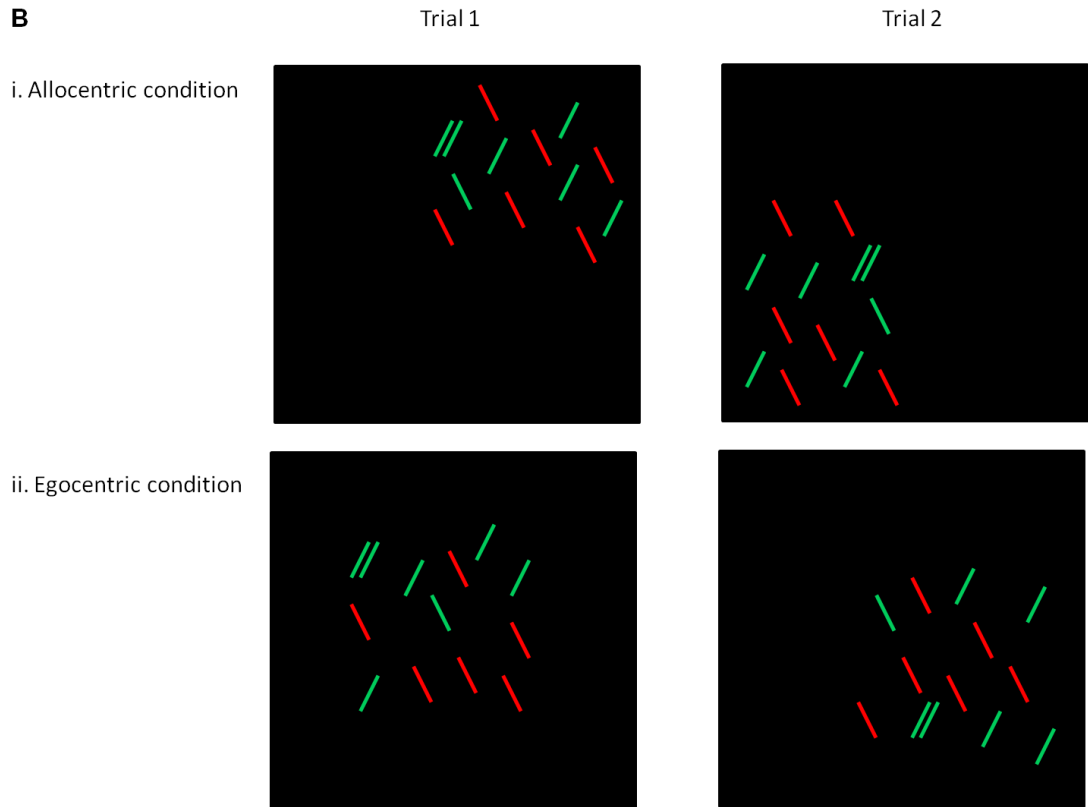 B
Trial 1
Trial 2
i. Allocentric condition
ii. Egocentric condition